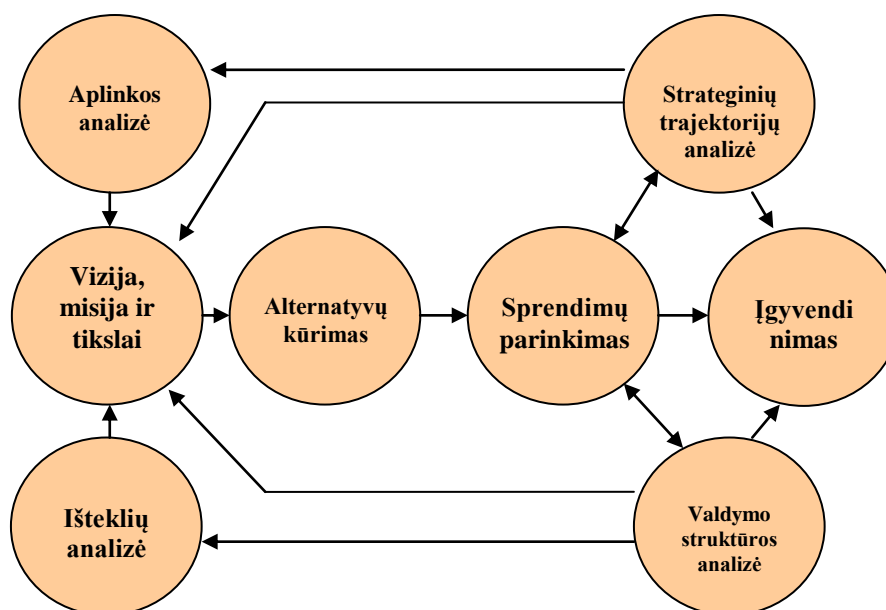 Aplinkos
analizė
Strateginių
trajektorijų
analizė
Vizija,
misija ir
tikslai
Alternatyvų
kūrimas
Sprendimų
parinkimas
Įgyvendi
nimas
Išteklių
analizė
Valdymo
struktūros
analizė